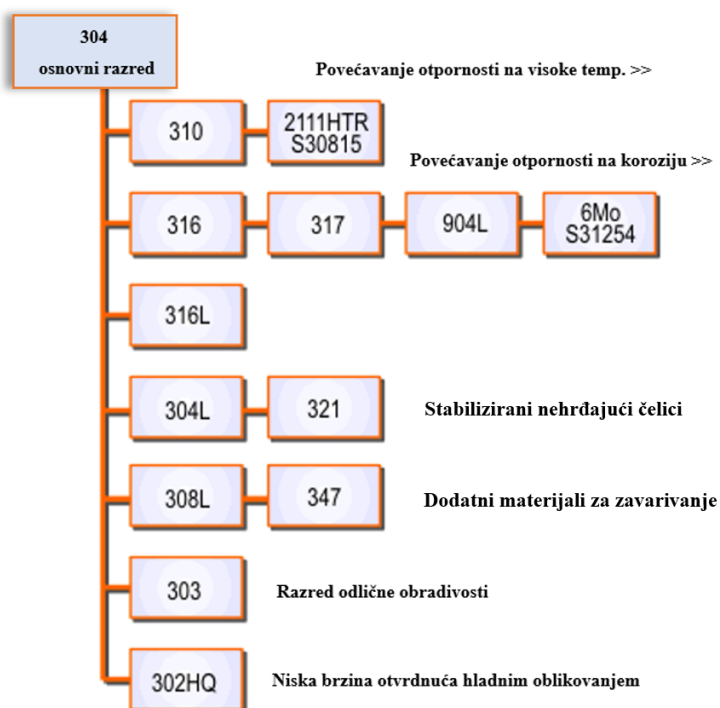 304
osnovni razred
Povećavanje otpornosti na visoke temp. >>
310
2111HTR
S30815
Povećavanje otpornosti na koroziju >>
316
317
904L
6Mo
S31254
316L
304L
321
Stabilizirani nehrđajući čelici
308L
347
Dodatni materijali za zavarivanje
303
Razred odlične obradivosti
302HQ
Niska brzina otvrdnuća hladnim oblikovanjem